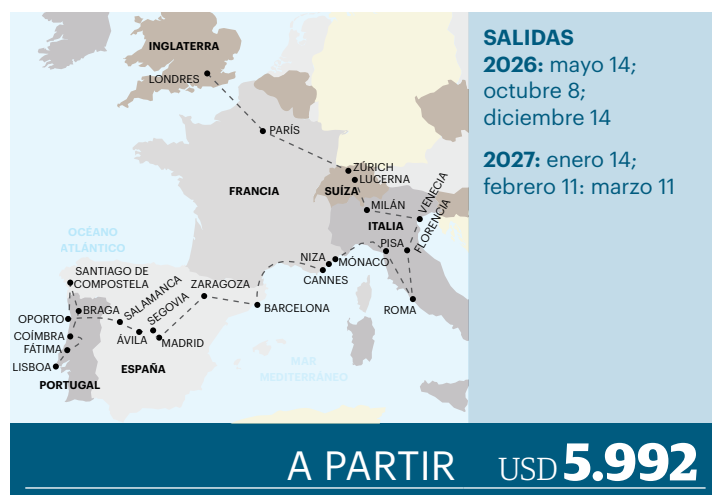 INGLATERRA
LONDRES
PARÍS
ZÚRICH
LUCERNA
FRANCIA
SUÍZA
MILÁN
VENECIA
FLORENCIA
ITALIA
OCÉANO
ATLÁNTICO
PISA
NIZA
MÓNACO
CANNES
ROMA
SANTIAGO DE
COMPOSTELA
SALAMANCA
SEGOVIA
ZARAGOZA
BARCELONA
BRAGA
OPORTO
COÍMBRA
ÁVILA
MADRID
FÁTIMA
LISBOA
ESPAÑA
PORTUGAL
MAR
MEDITERRÁNEO
SALIDAS
2026: mayo 14;
octubre 8;
diciembre 14
2027: enero 14;
febrero 11: marzo 11
A PARTIR USD 5.992